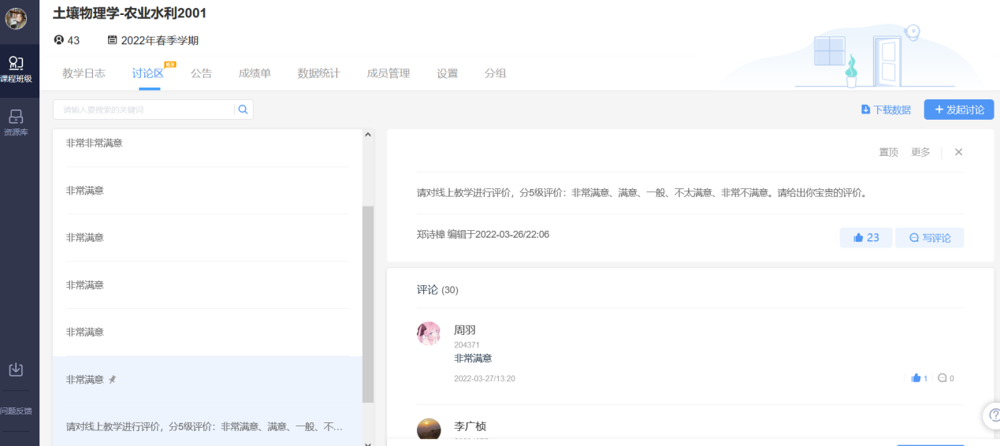 土壤物理学-农业水利2001
43 2022年春季学期
课程班级
资源库
问题反馈
教学日志 讨论区 NEW 公告 成绩单 数据统计 成员管理 设置 分组
请输入要搜索的关键词
下载数据 + 发起讨论
非常非常满意
非常满意
非常满意
非常满意
非常满意
非常满意
请对线上教学进行评价，分5级评价：非常满意、满意、一般、不...
置顶 更多
请对线上教学进行评价，分5级评价：非常满意、满意、一般、不太满意、非常不满意。请给出你宝贵的评价。
郑诗樟 编辑于2022-03-26/22:06
23 写评论
评论 (30)
周羽
204371
非常满意
2022-03-27/13:20
1 0
李广桢